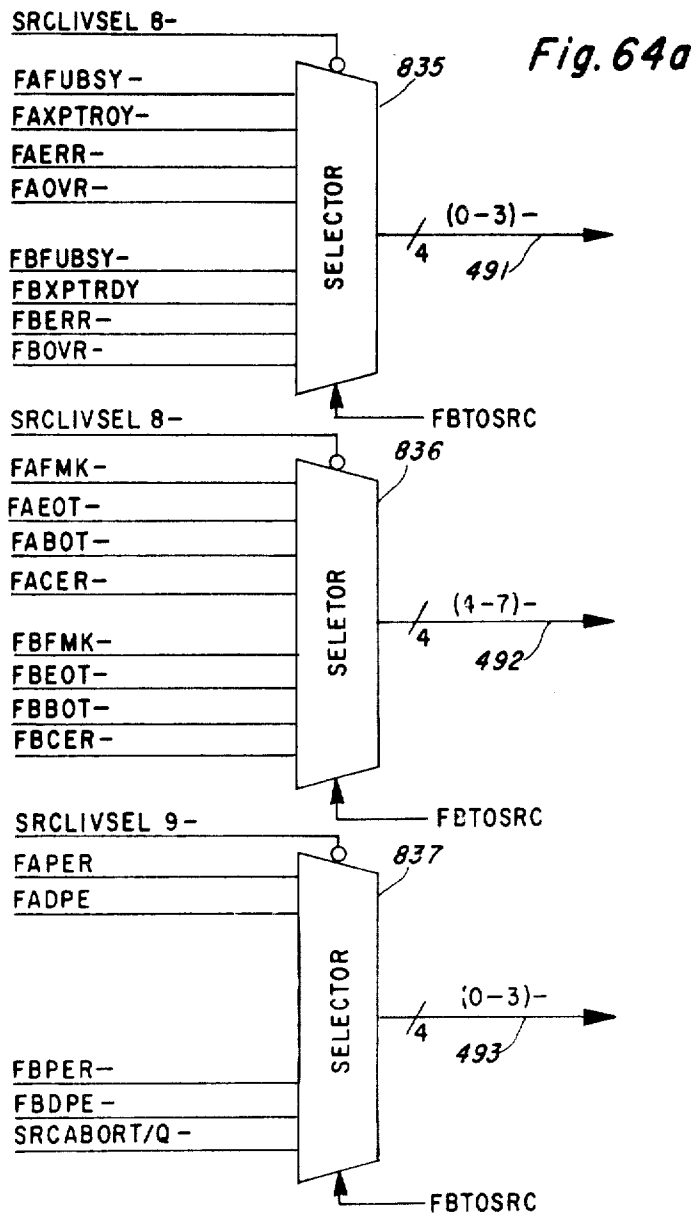 SRCLIVSEL 8-
Fig. 64a
835
FAFUBSY-
FAXPTROY-
FAERR-
FAOVR-
SELECTOR
(0-3)-
4
491
FBFUBSY-
FBXPTRDY
FBERR-
FBOVR-
FBTOSRC
SRCLIVSEL 8-
836
FAFMK-
FAEOT-
FABOT-
FACER-
SELETOR
(4-7)-
4
492
FBFMK-
FBEOT-
FBBOT-
FBCER-
FBTOSRC
SRCLIVSEL 9-
837
FAPER
FADPE
SELECTOR
(0-3)-
4
493
FBPER-
FBDPE-
SRCABORT/Q-
FBTOSRC